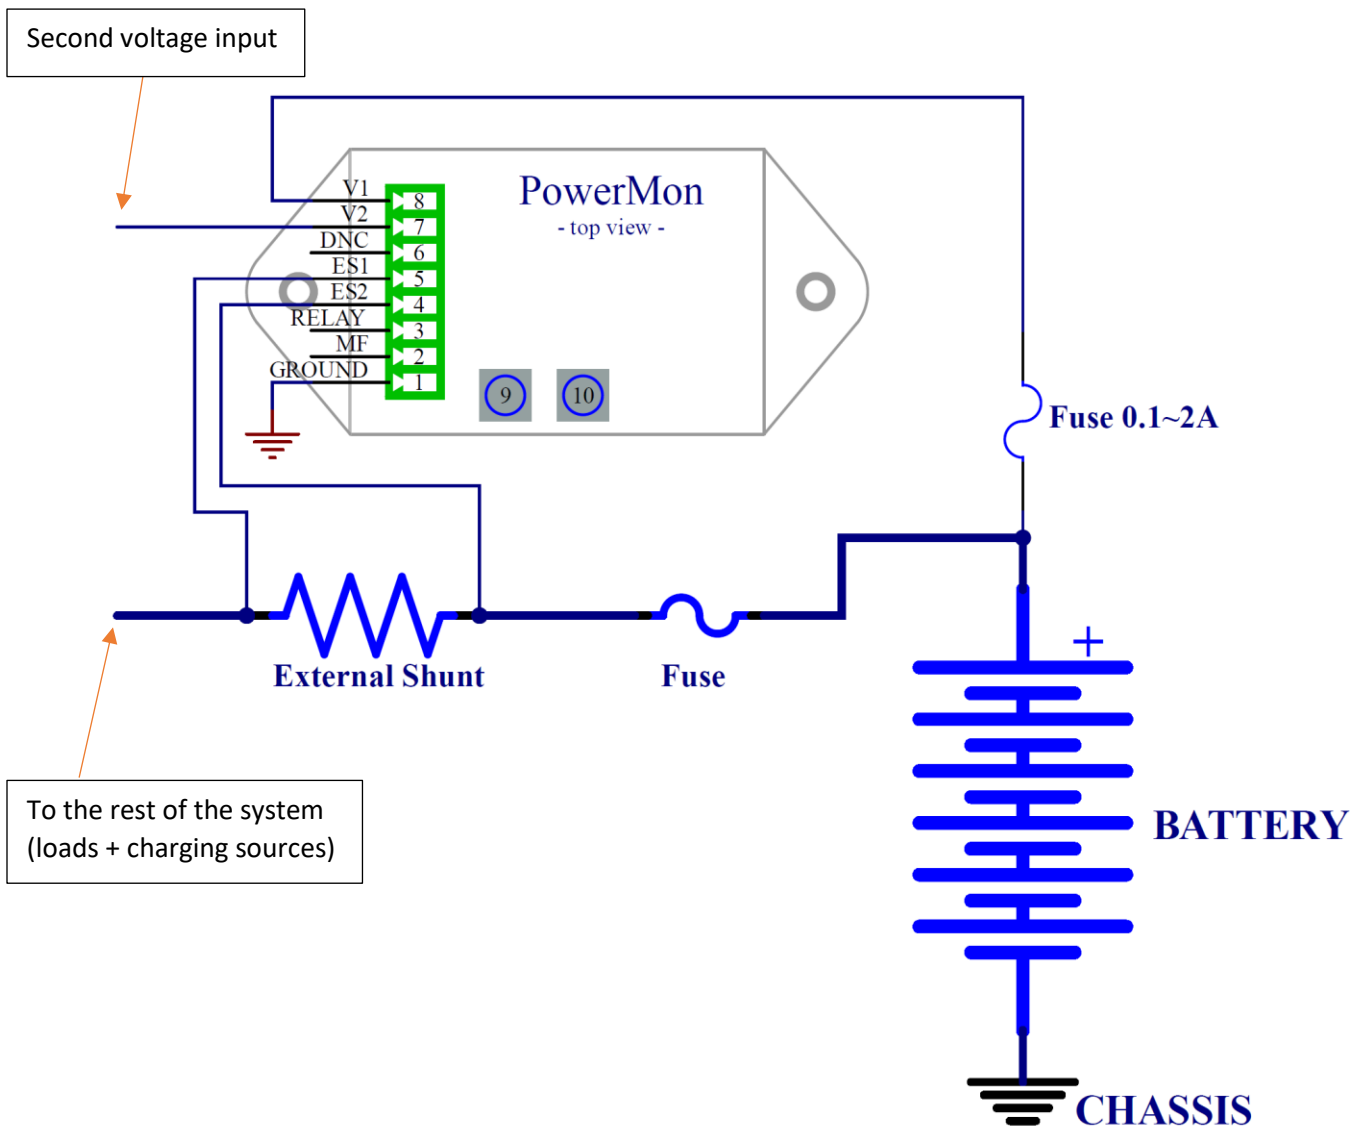 Second voltage input
PowerMon
- top view -
V1
8
V2
7
DNC
6
ES1
5
ES2
4
RELAY
3
MF
2
GROUND
1
9
10
Fuse 0.1~2A
External Shunt
Fuse
+
To the rest of the system
(loads + charging sources)
BATTERY
CHASSIS